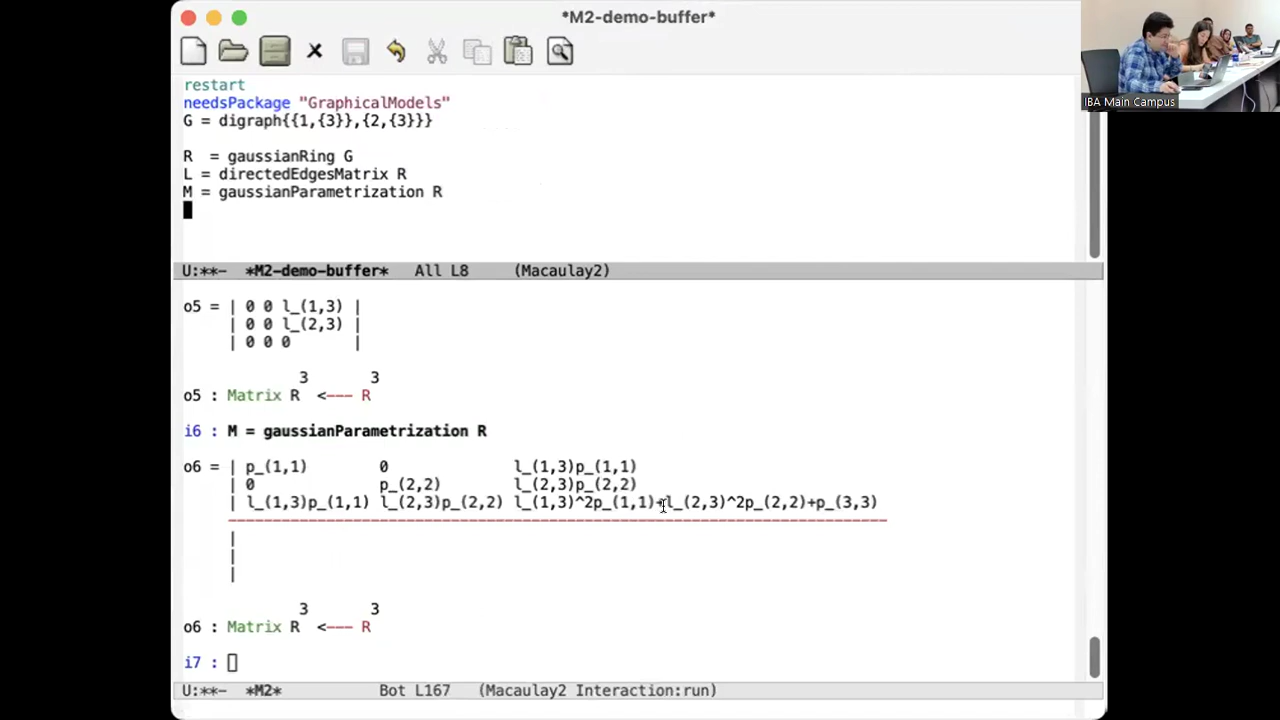 *M2-demo-buffer*
restart
needsPackage "GraphicalModels"
G = digraph{{1,{3}},{2,{3}}}
R  = gaussianRing G
L = directedEdgesMatrix R
M = gaussianParametrization R
U:**-  *M2-demo-buffer*   All L8      (Macaulay2)
o5 = | 0 0 l_(1,3) |
| 0 0 l_(2,3) |
| 0 0 0       |
3       3
o5 : Matrix R  <--- R
i6 : M = gaussianParametrization R
o6 = | p_(1,1)        0              l_(1,3)p_(1,1)
| 0              p_(2,2)        l_(2,3)p_(2,2)
| l_(1,3)p_(1,1) l_(2,3)p_(2,2) l_(1,3)^2p_(1,1)+l_(2,3)^2p_(2,2)+p_(3,3)
--------------------------------------------------------------------------
|
|
|
3       3
o6 : Matrix R  <--- R
i7 :
U:**-  *M2*           Bot L167   (Macaulay2 Interaction:run)
IBA Main Campus